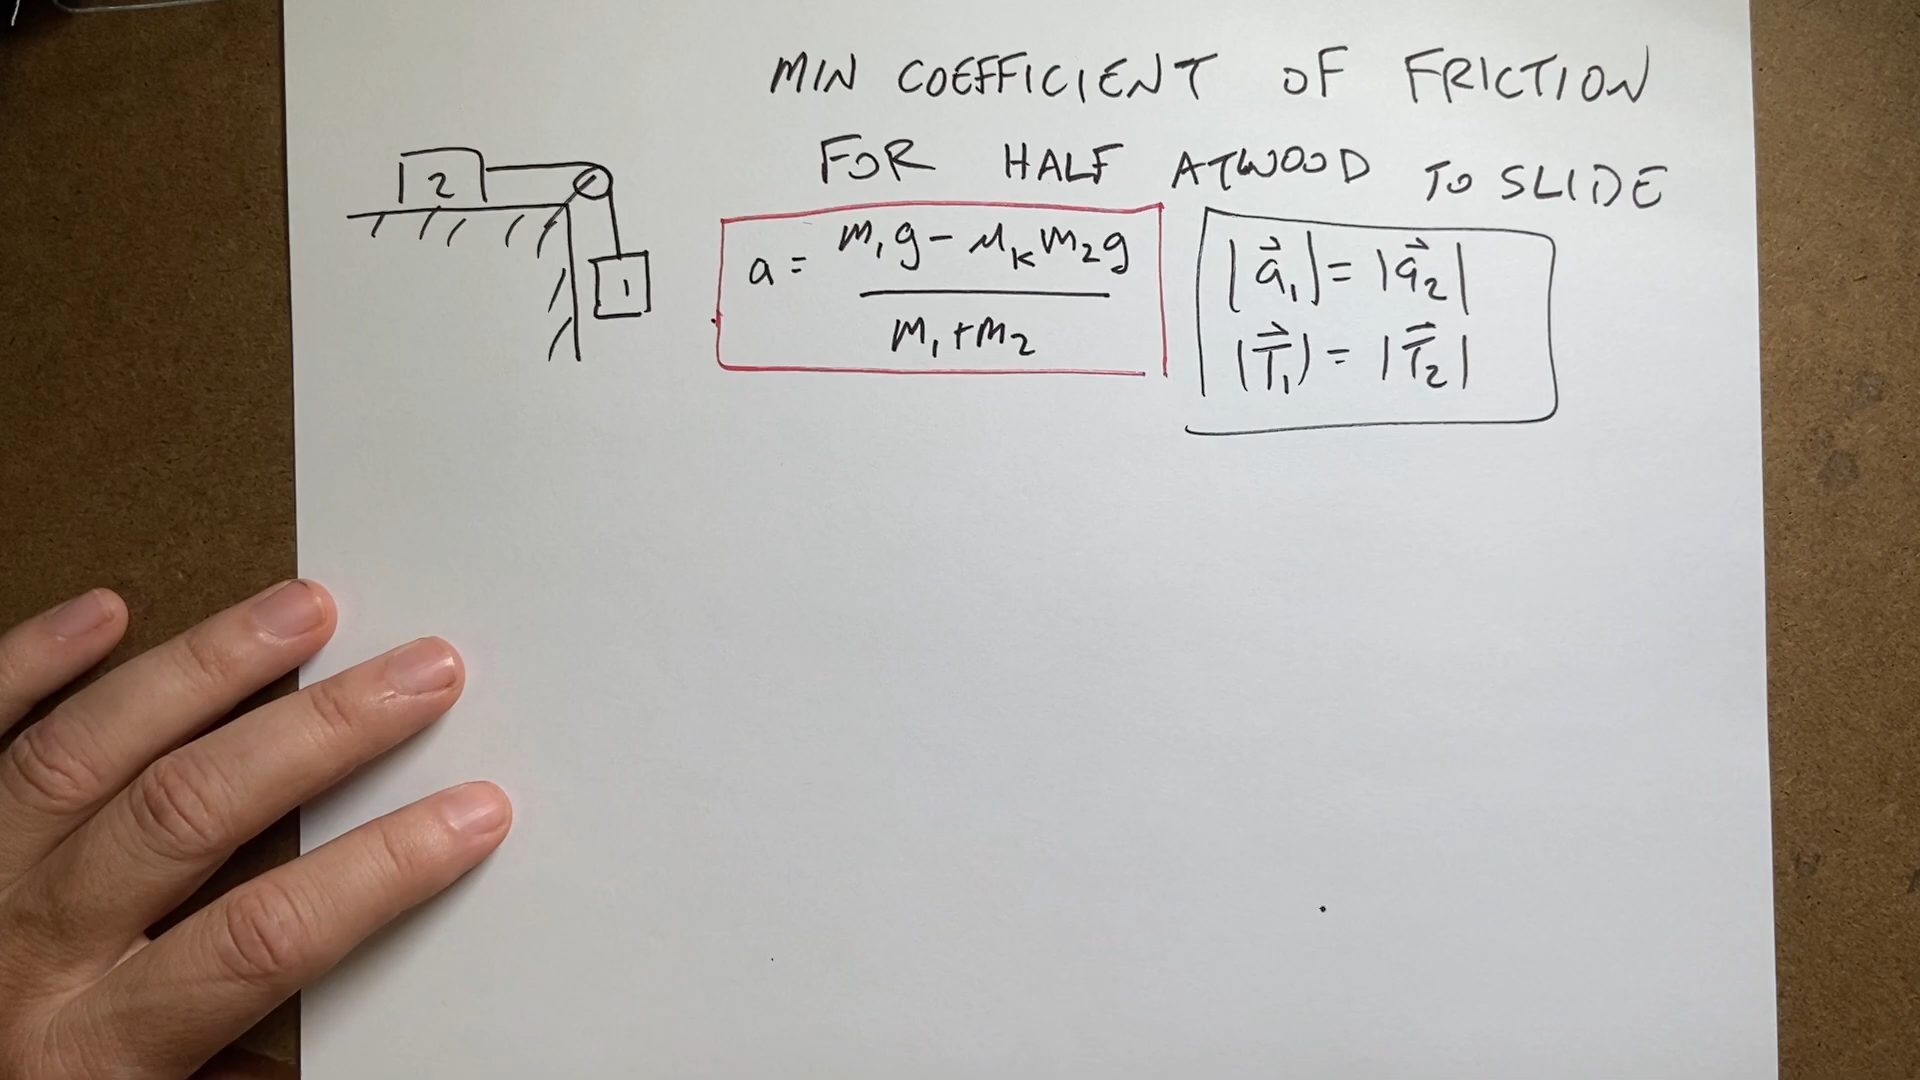 MIN COEFFICIENT OF FRICTION
FOR HALF ATWOOD TO SLIDE
2
1
a = m₁g - μₖm₂g / m₁+m₂
|a⃗₁| = |a⃗₂|
|T⃗₁| = |T⃗₂|